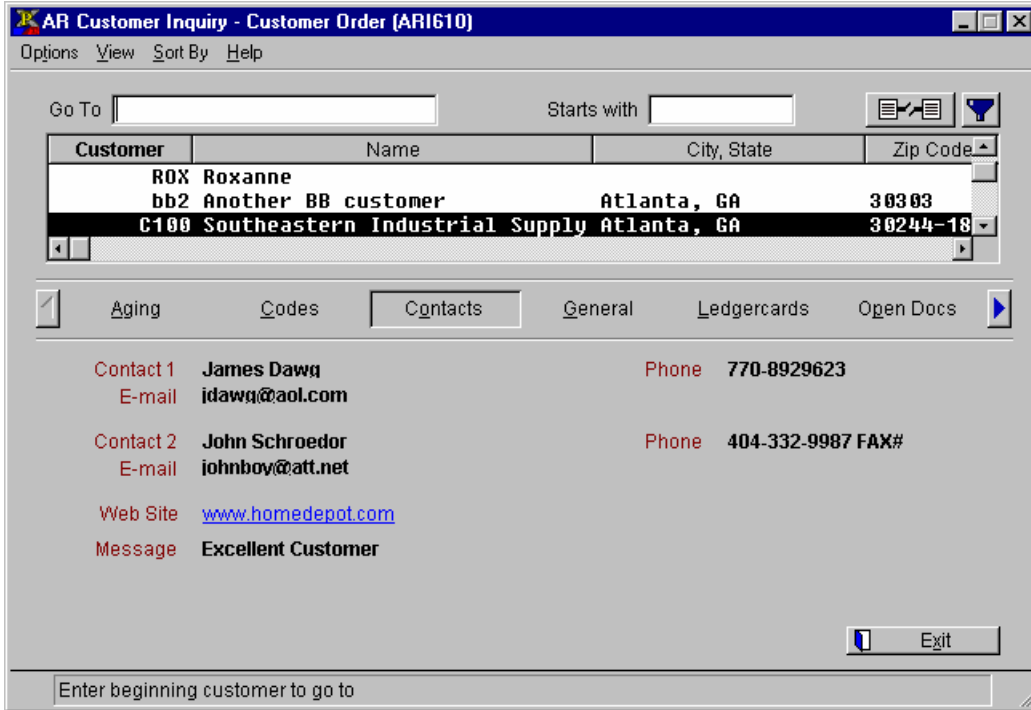 AR Customer Inquiry - Customer Order (ARI610)
Options View Sort By Help
Go To Starts with
Customer Name City, State Zip Code
ROX Roxanne
bb2 Another BB customer Atlanta, GA 30303
C100 Southeastern Industrial Supply Atlanta, GA 30244-18
Aging Codes Contacts General Ledgercards Open Docs
Contact 1 James Dawg Phone 770-8929623
E-mail jdawg@aol.com
Contact 2 John Schroedor Phone 404-332-9987 FAX#
E-mail johnboy@att.net
Web Site www.homedepot.com
Message Excellent Customer
Exit
Enter beginning customer to go to